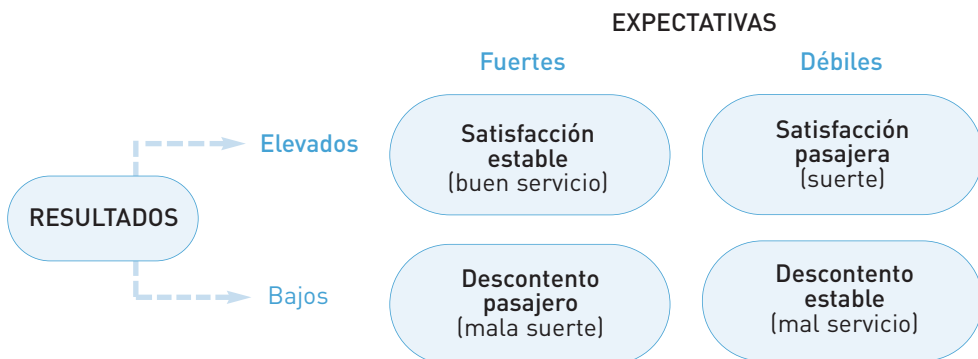 EXPECTATIVAS
Fuertes
Débiles
Elevados
Satisfacción
estable
(buen servicio)
Satisfacción
pasajera
(suerte)
RESULTADOS
Bajos
Descontento
pasajero
(mala suerte)
Descontento
estable
(mal servicio)